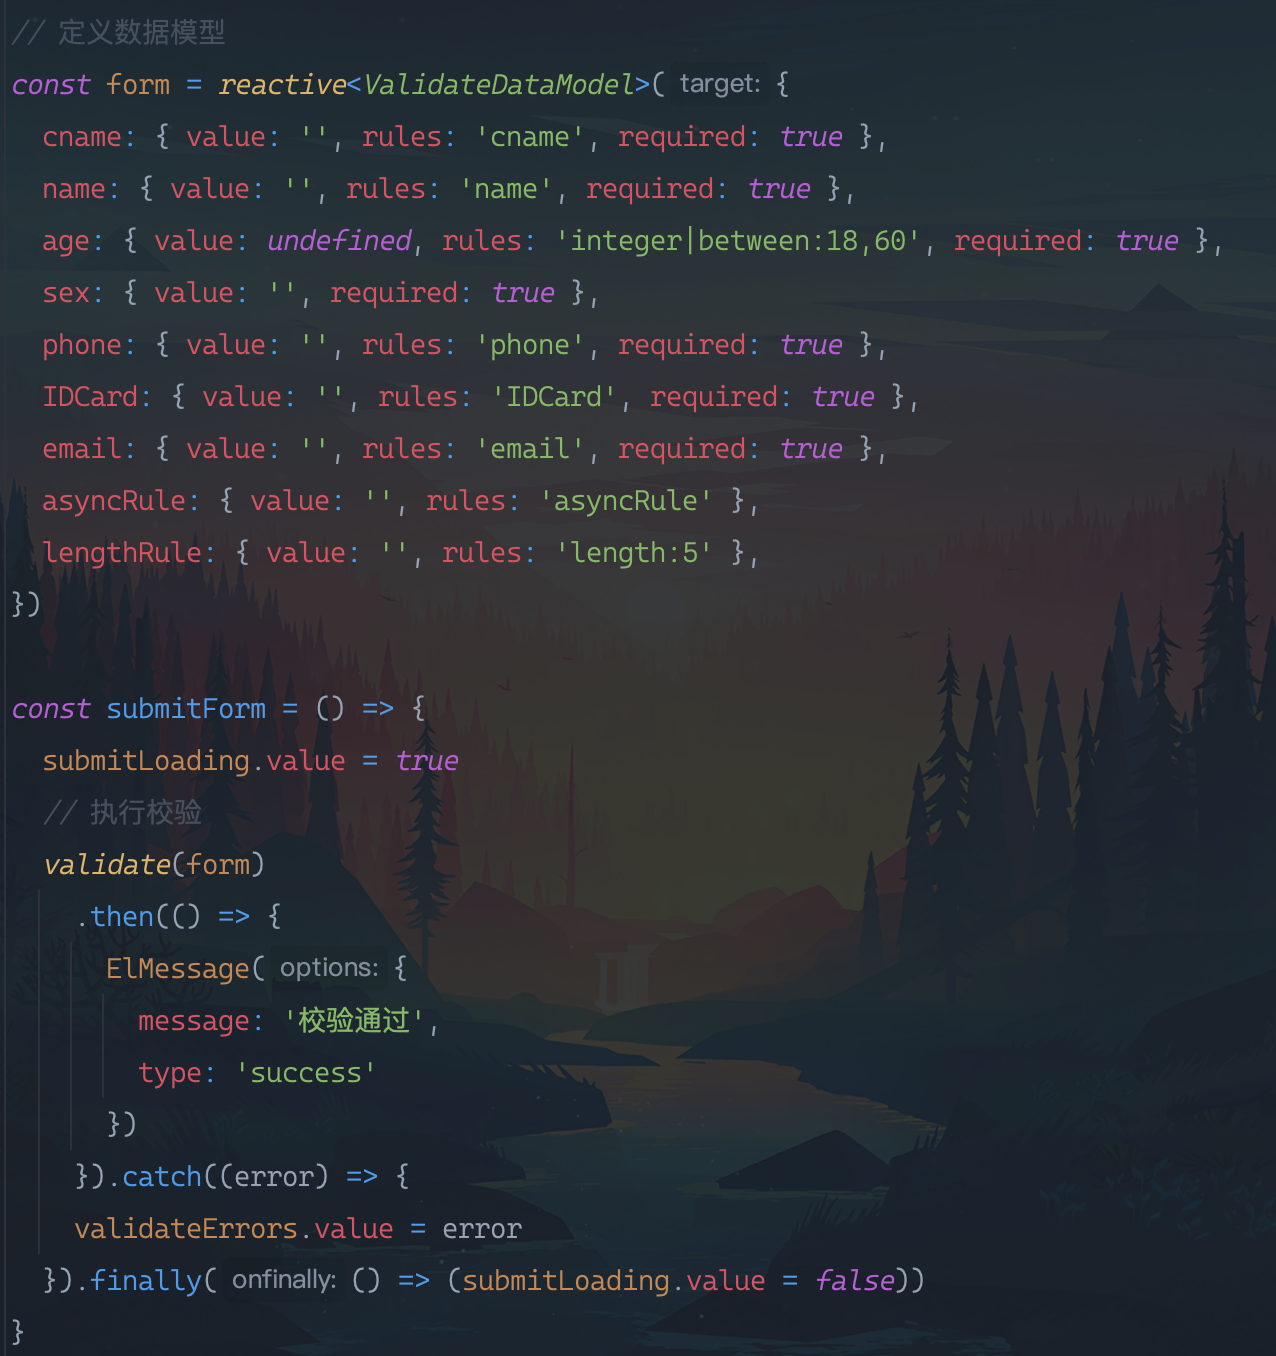 // 定义数据模型
const form = reactive<ValidateDataModel>( target: {
  cname: { value: '', rules: 'cname', required: true },
  name: { value: '', rules: 'name', required: true },
  age: { value: undefined, rules: 'integer|between:18,60', required: true },
  sex: { value: '', required: true },
  phone: { value: '', rules: 'phone', required: true },
  IDCard: { value: '', rules: 'IDCard', required: true },
  email: { value: '', rules: 'email', required: true },
  asyncRule: { value: '', rules: 'asyncRule' },
  lengthRule: { value: '', rules: 'length:5' },
})

const submitForm = () => {
  submitLoading.value = true
  // 执行校验
  validate(form)
    .then(() => {
      ElMessage( options: {
        message: '校验通过',
        type: 'success'
      })
    }).catch((error) => {
    validateErrors.value = error
  }).finally( onfinally: () => (submitLoading.value = false))
}